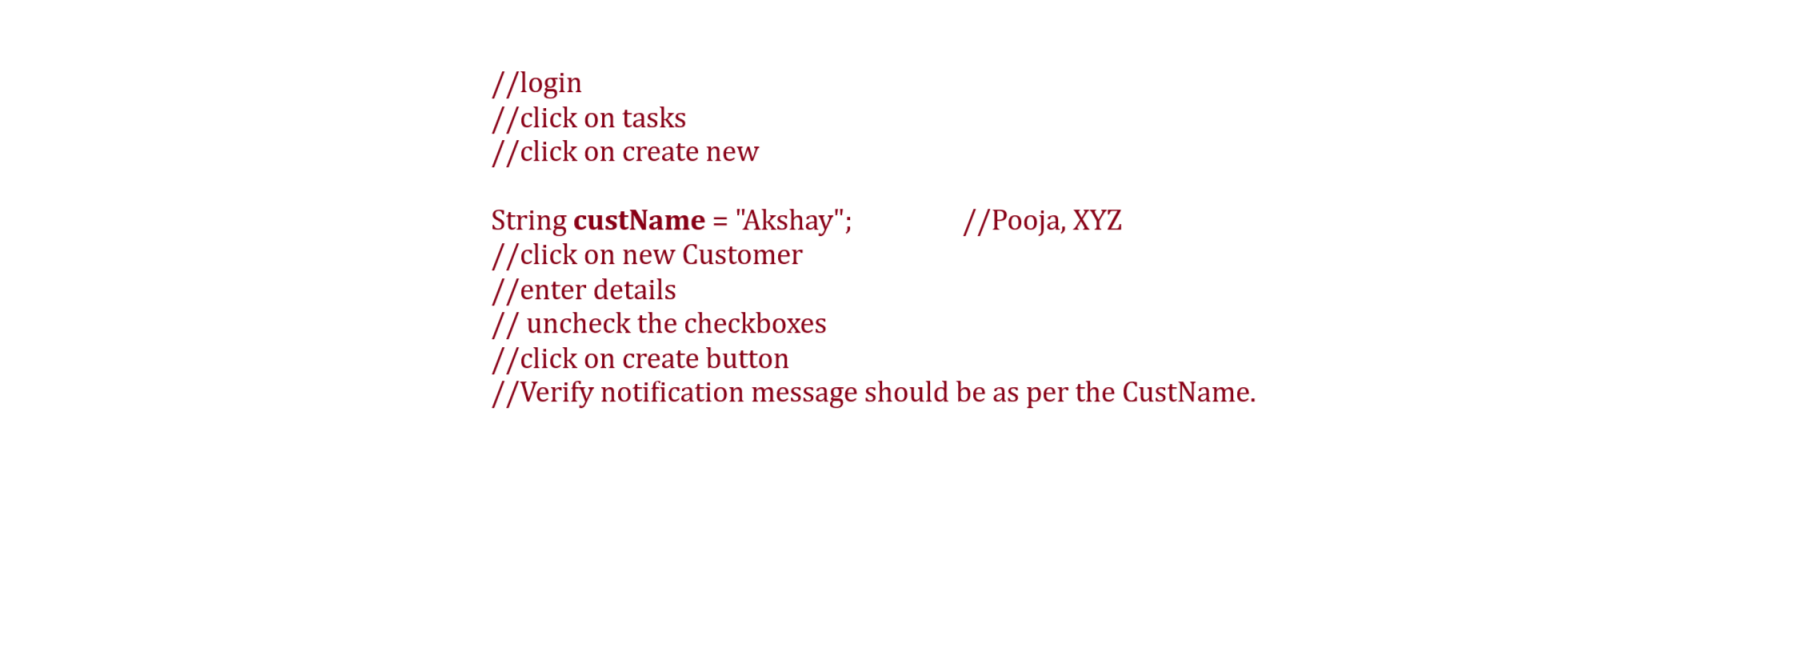 //login
//click on tasks
//click on create new
String custName = "Akshay"; //Pooja, XYZ
//click on new Customer
//enter details
// uncheck the checkboxes
//click on create button
//Verify notification message should be as per the CustName.